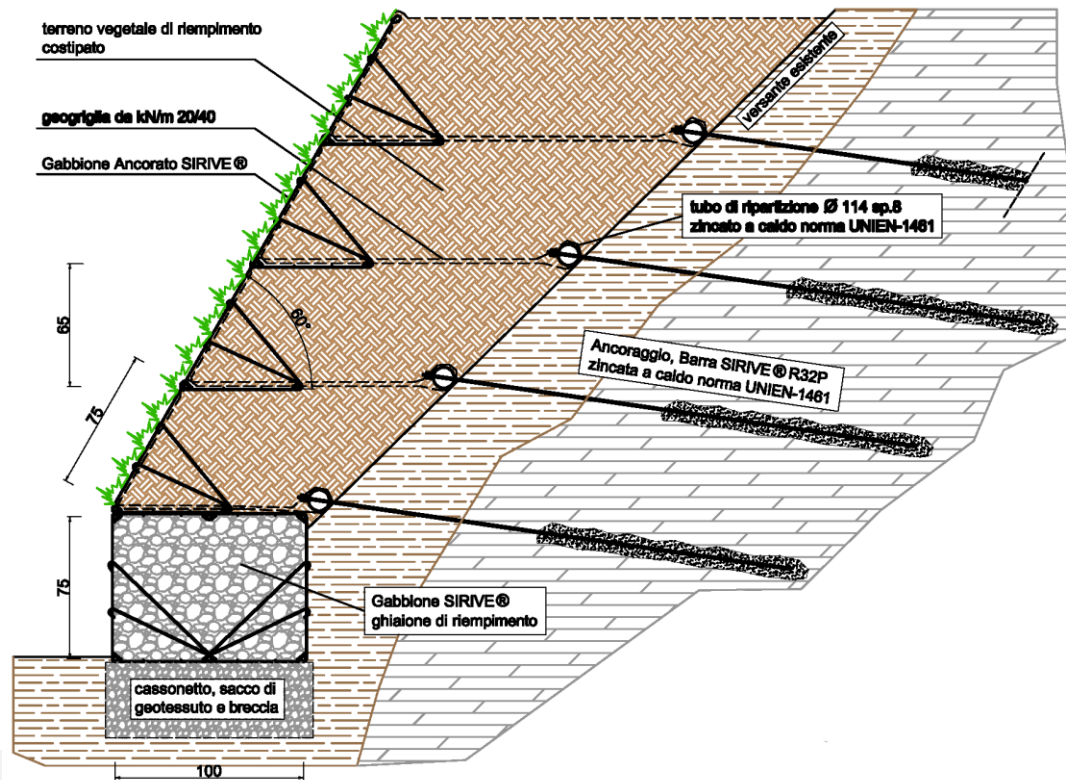 terreno vegetale di riempimento
costipato
geogriglia da kN/m 20/40
Gabbione Ancorato SIRIVE®
versante esistente
tubo di ripartizione Ø 114 sp.8
zincato a caldo norma UNIEN-1461
65
60°
Ancoraggio, Barra SIRIVE® R32P
zincata a caldo norma UNIEN-1461
75
75
Gabbione SIRIVE®
ghiaione di riempimento
cassonetto, sacco di
geotessuto e breccia
100